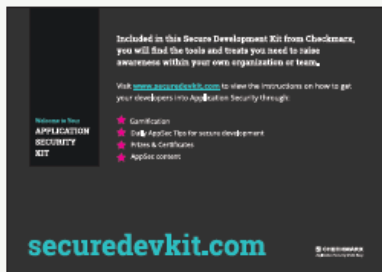 Included in this Secure Development Kit from Checkmarx,
you will find the tools and treats you need to raise
awareness within your own organization or team.
Visit www.securedevkit.com to view the instructions on how to get
your developers into Application Security through:
Gamification
Daily AppSec Tips for secure development
Prizes & Certificates
AppSec content
Welcome to Your
APPLICATION
SECURITY
KIT
securedevkit.com
CHECKMARX